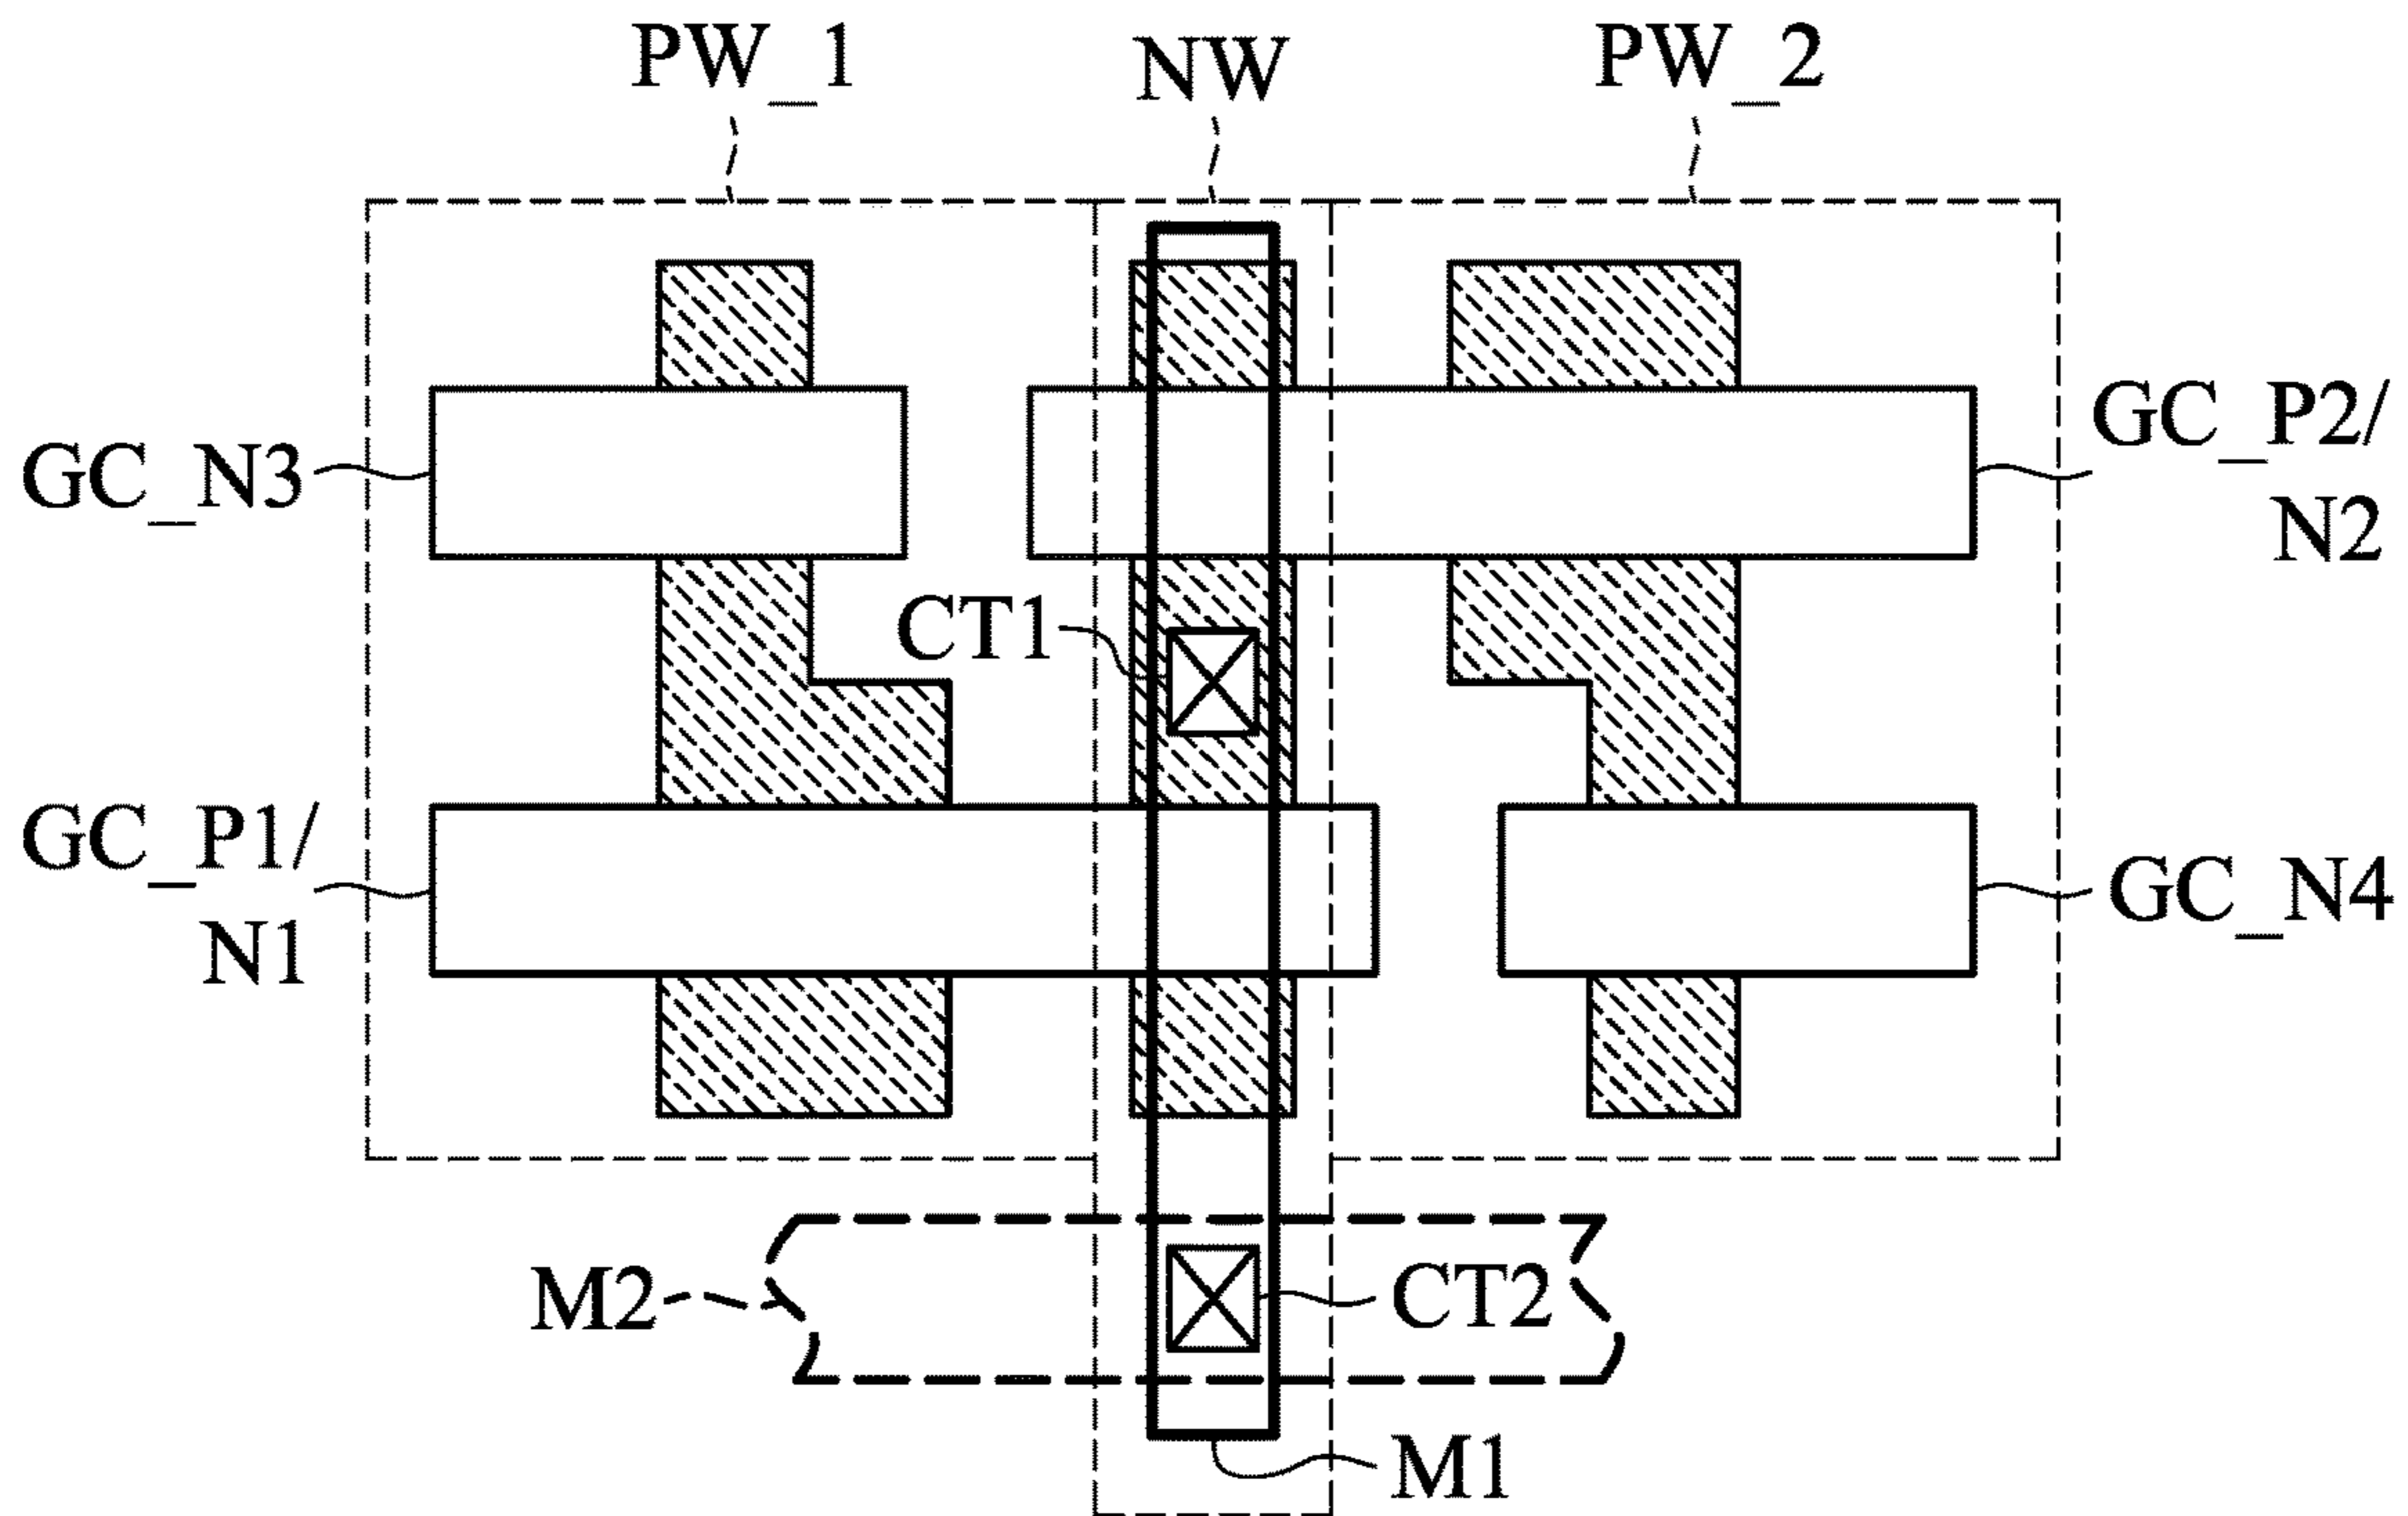 PW_1
NW
PW_2
GC_N3
GC_P2/
N2
CT1
GC_P1/
N1
GC_N4
M2
CT2
M1